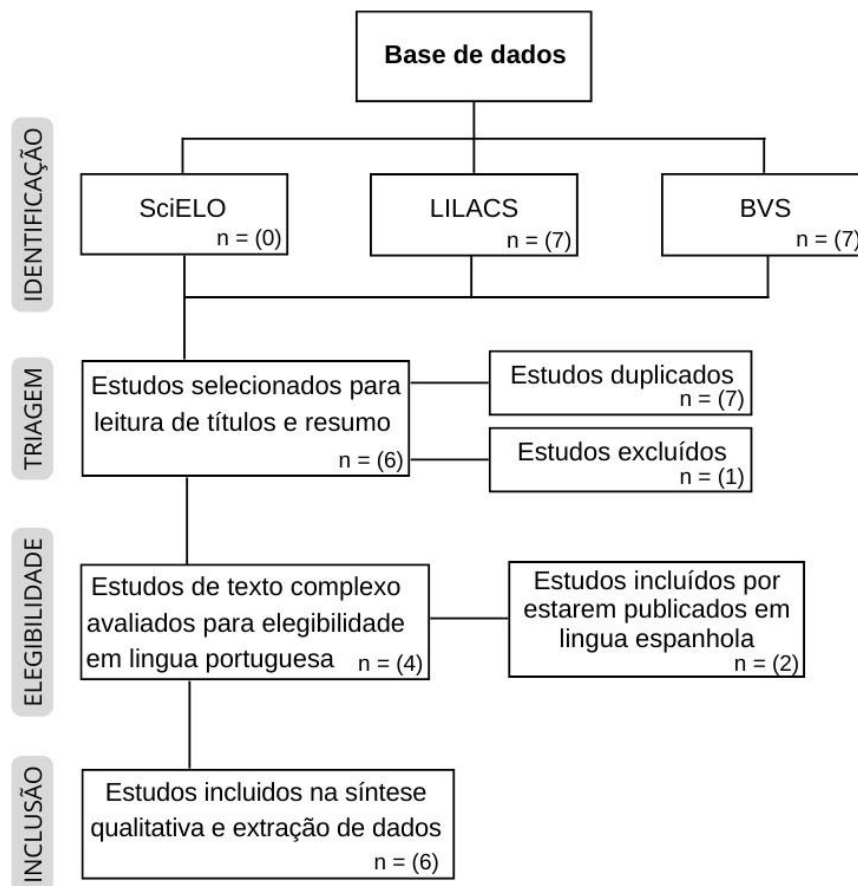 Base de dados
IDENTIFICAÇÃO
SciELO
n = (0)
LILACS
n = (7)
BVS
n = (7)
TRIAGEM
Estudos selecionados para
leitura de títulos e resumo
n = (6)
Estudos duplicados
n = (7)
Estudos excluídos
n = (1)
ELEGIBILIDADE
Estudos de texto complexo
avaliados para elegibilidade
em lingua portuguesa n = (4)
Estudos incluídos por
estarem publicados em
lingua espanhola
n = (2)
INCLUSÃO
Estudos incluidos na síntese
qualitativa e extração de dados
n = (6)